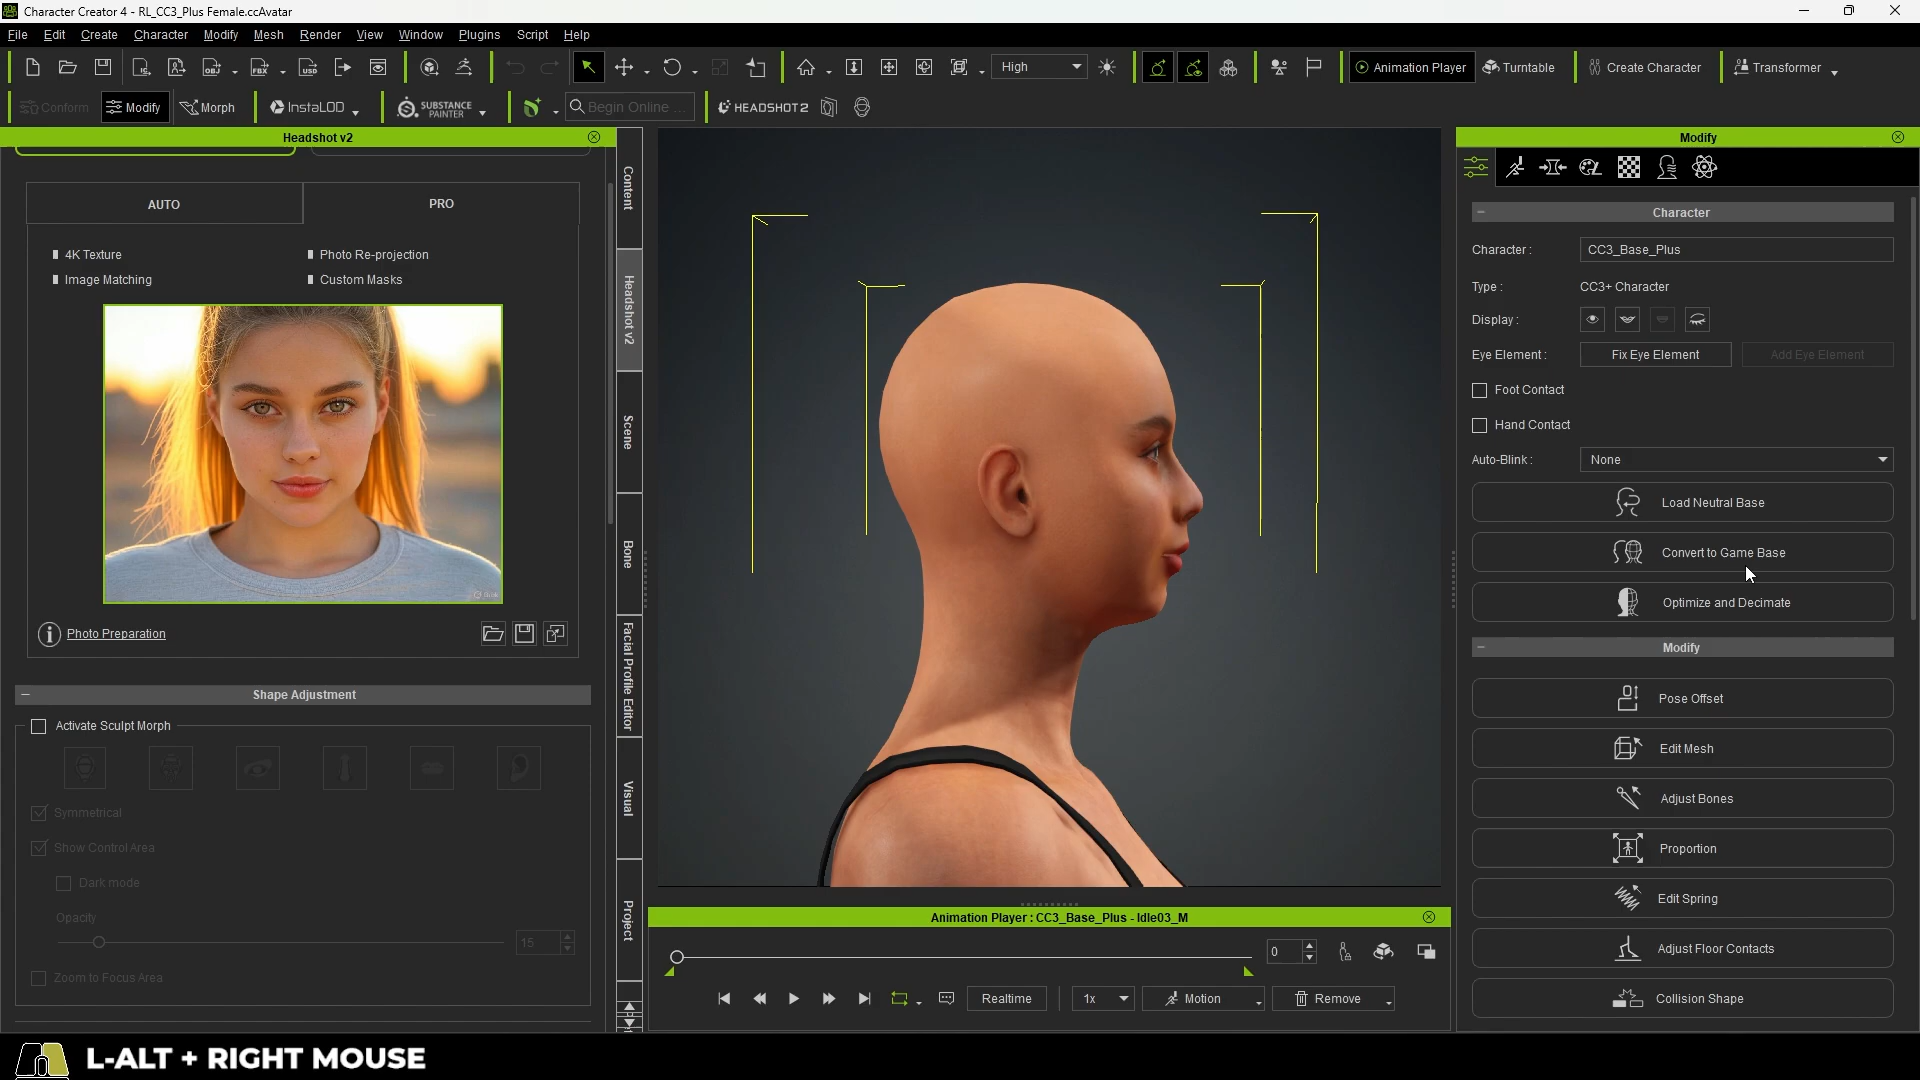 Character Creator 4 - RL_CC3_Plus Female.ccAvatar
File Edit Create Character Modify Mesh Render View Window Plugins Script Help
OBJ FBX USD High Animation Player Turntable Create Character Transformer
Conform Modify Morph InstaLOD SUBSTANCE PAINTER Begin Online ... HEADSHOT 2
Headshot v2
AUTO PRO
4K Texture Photo Re-projection
Image Matching Custom Masks
Photo Preparation
Shape Adjustment
Activate Sculpt Morph
Symmetrical
Show Control Area
Dark mode
Opacity
15
Zoom to Focus Area
Content
Headshot v2
Scene
Bone
Facial Profile Editor
Visual
Project
Animation Player : CC3_Base_Plus - Idle03_M
0
Realtime 1x Motion Remove
Modify
Character
Character : CC3_Base_Plus
Type : CC3+ Character
Display :
Eye Element : Fix Eye Element Add Eye Element
Foot Contact
Hand Contact
Auto-Blink : None
Load Neutral Base
Convert to Game Base
Optimize and Decimate
Modify
Pose Offset
Edit Mesh
Adjust Bones
Proportion
Edit Spring
Adjust Floor Contacts
Collision Shape
L-ALT + RIGHT MOUSE